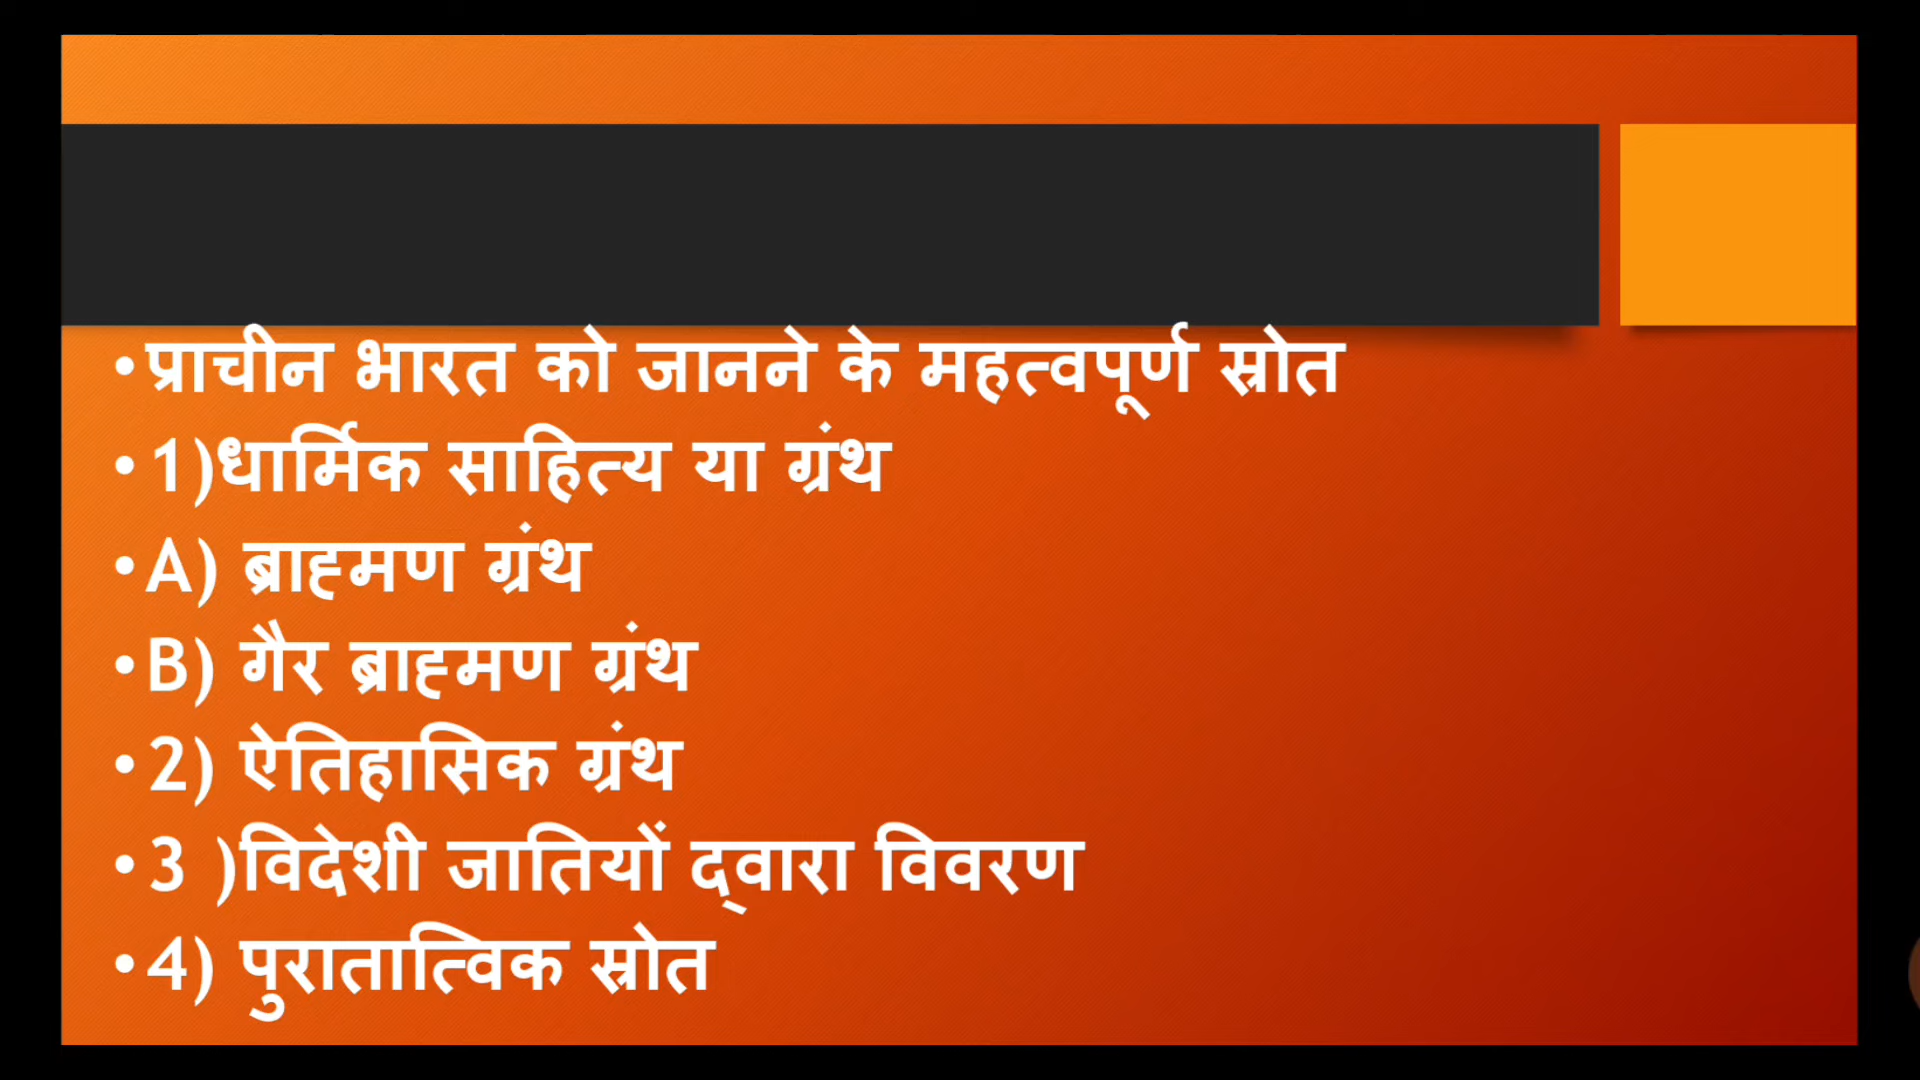 •प्राचीन भारत को जानने के महत्वपूर्ण स्रोत
•1)धार्मिक साहित्य या ग्रंथ
•A) ब्राह्मण ग्रंथ
•B) गैर ब्राह्मण ग्रंथ
•2) ऐतिहासिक ग्रंथ
•3 )विदेशी जातियों द्वारा विवरण
•4) पुरातात्विक स्रोत